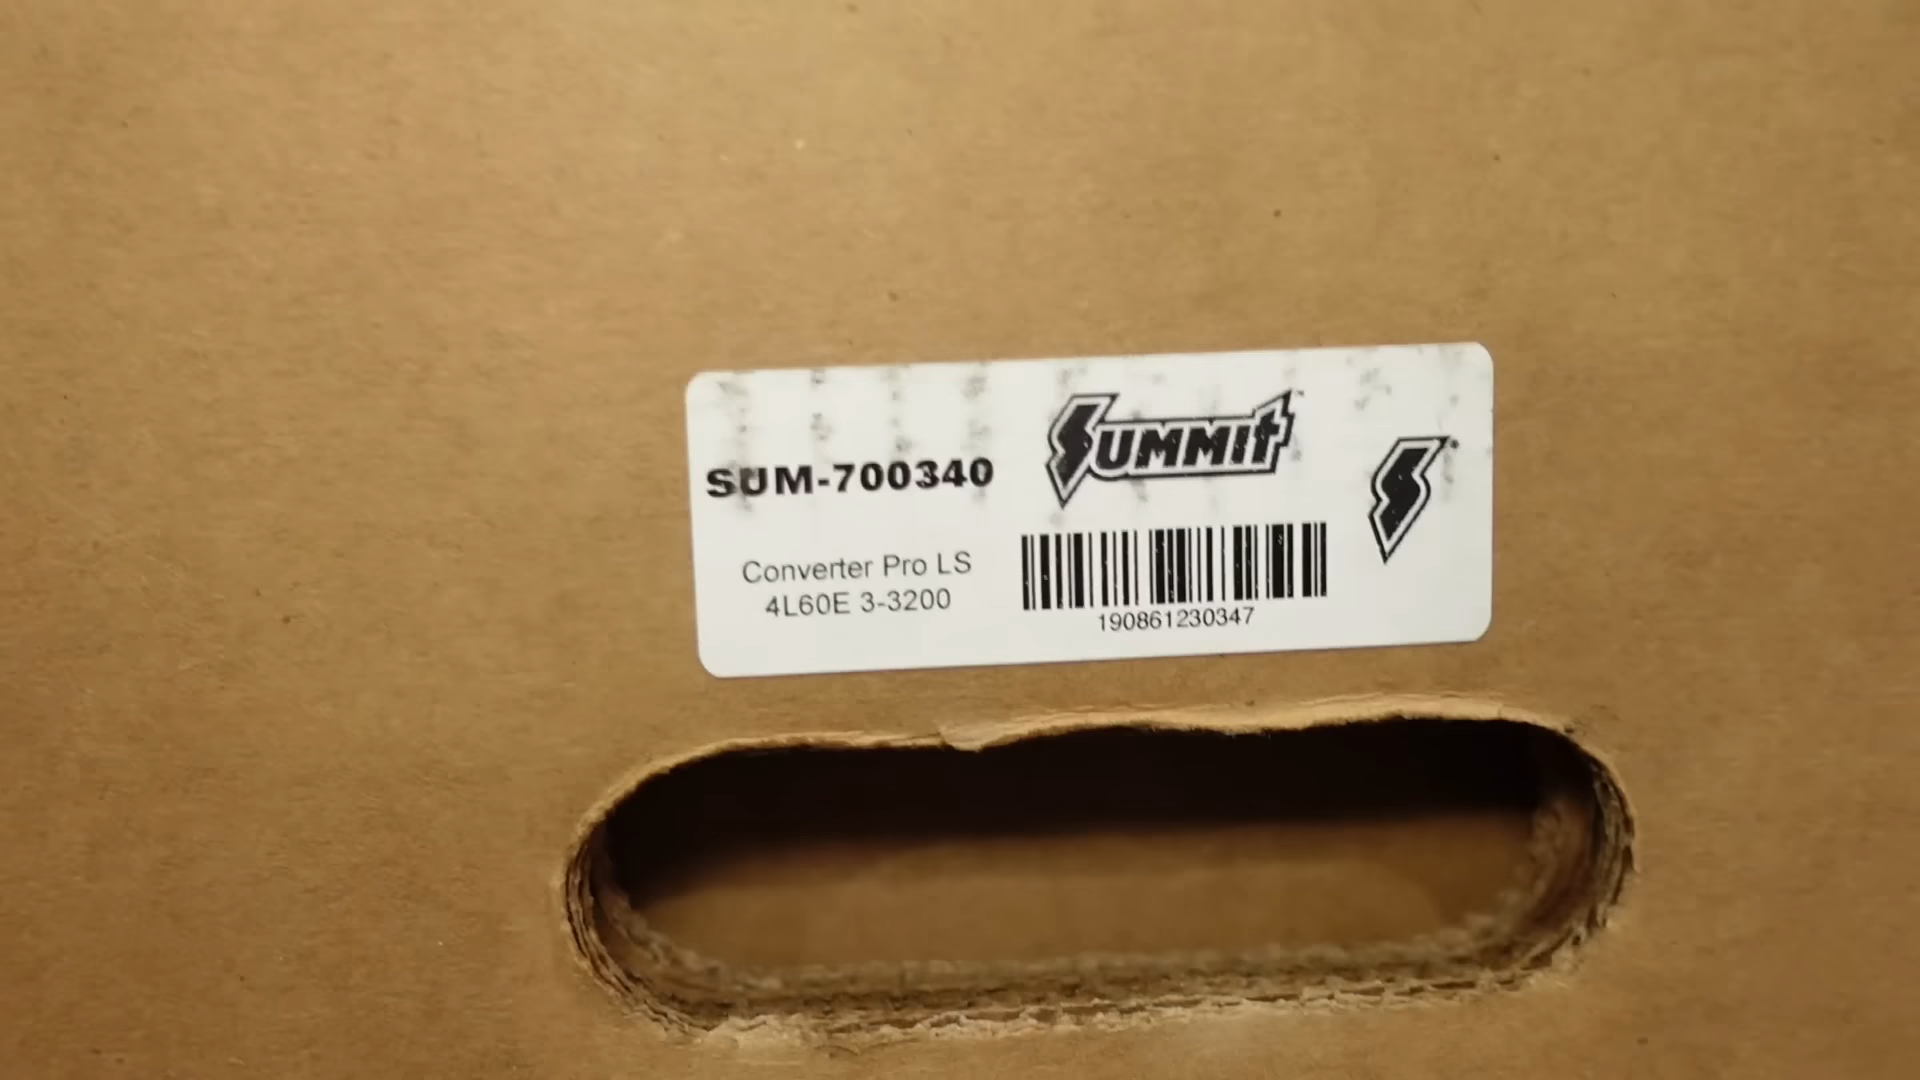 SUMMIT
SUM-700340
Converter Pro LS
4L60E 3-3200
190861230347